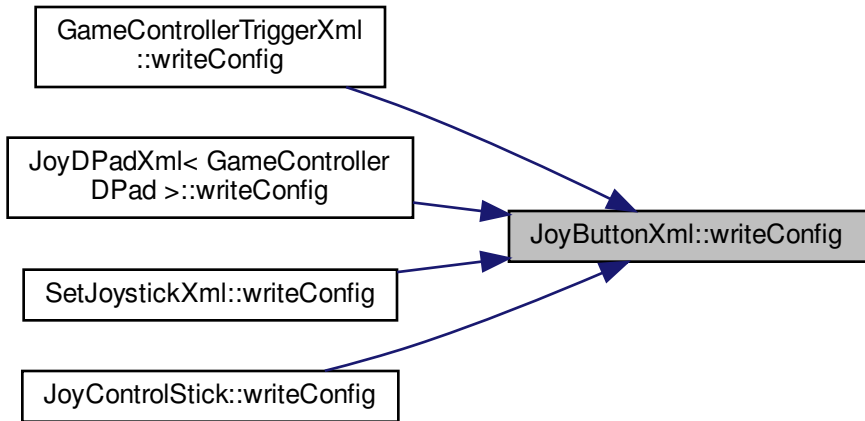 GameControllerTriggerXml
::writeConfig
JoyDPadXml< GameController
DPad >::writeConfig
JoyButtonXml::writeConfig
SetJoystickXml::writeConfig
JoyControlStick::writeConfig